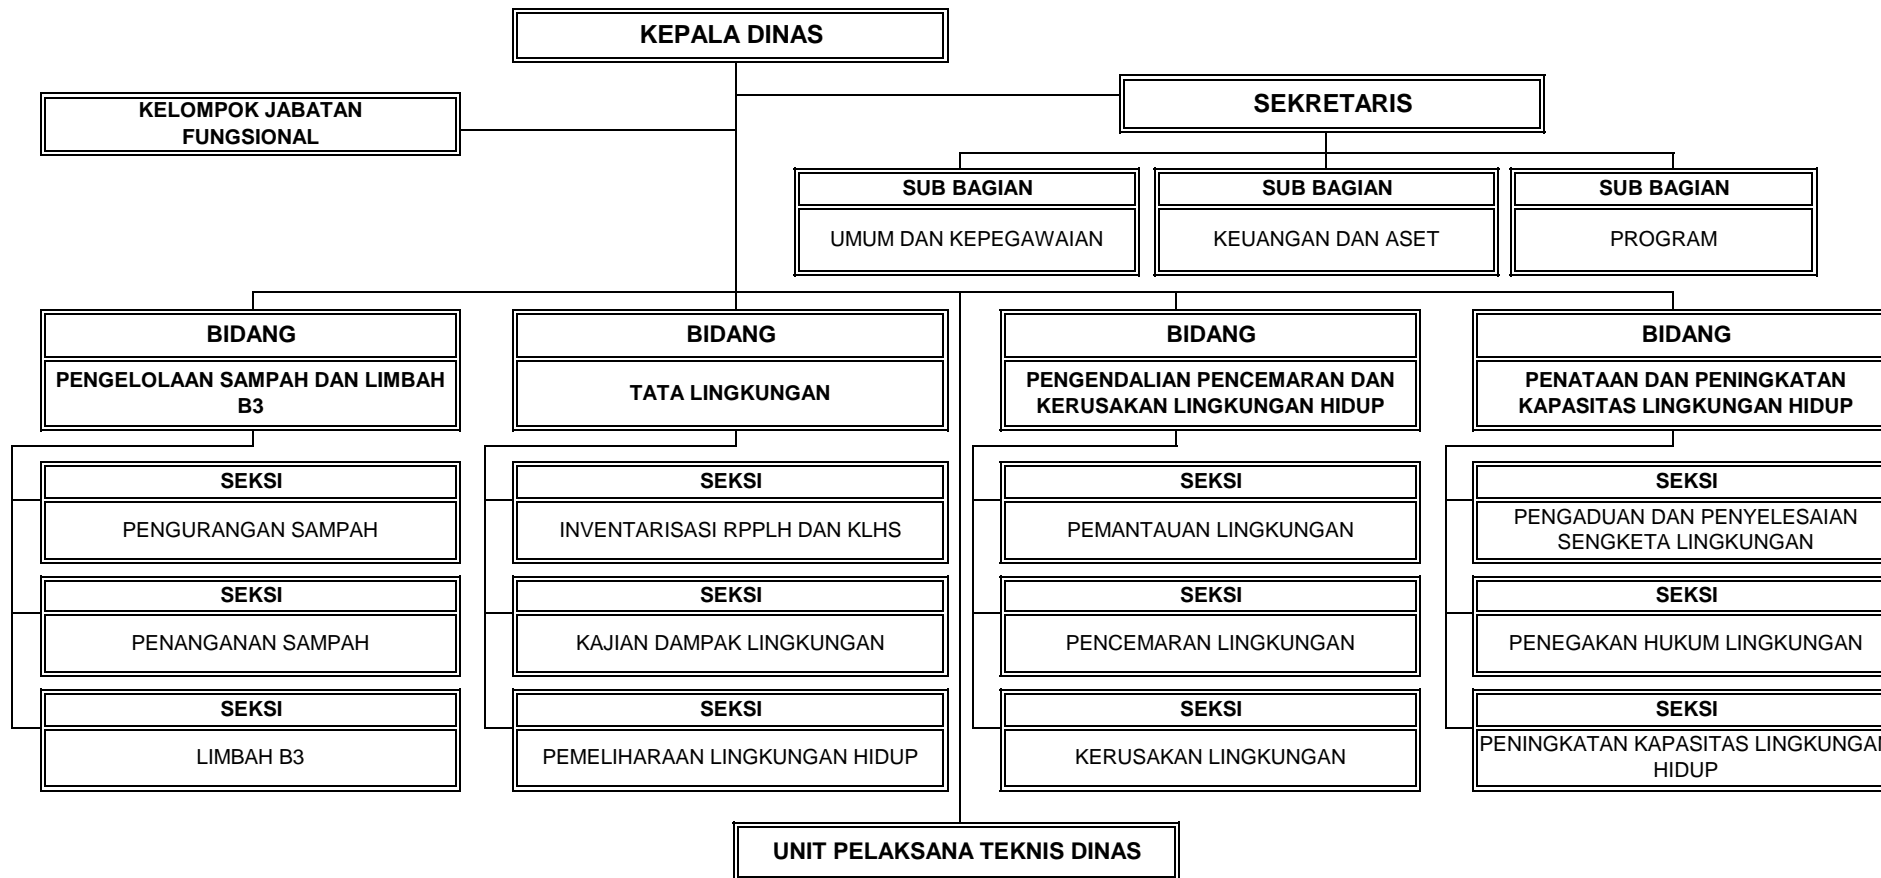 KEPALA DINAS
KELOMPOK JABATAN
FUNGSIONAL
SEKRETARIS
SUB BAGIAN
UMUM DAN KEPEGAWAIAN
SUB BAGIAN
KEUANGAN DAN ASET
SUB BAGIAN
PROGRAM
BIDANG
PENGELOLAAN SAMPAH DAN LIMBAH
B3
BIDANG
TATA LINGKUNGAN
BIDANG
PENGENDALIAN PENCEMARAN DAN
KERUSAKAN LINGKUNGAN HIDUP
BIDANG
PENATAAN DAN PENINGKATAN
KAPASITAS LINGKUNGAN HIDUP
SEKSI
PENGURANGAN SAMPAH
SEKSI
INVENTARISASI RPPLH DAN KLHS
SEKSI
PEMANTAUAN LINGKUNGAN
SEKSI
PENGADUAN DAN PENYELESAIAN
SENGKETA LINGKUNGAN
SEKSI
PENANGANAN SAMPAH
SEKSI
KAJIAN DAMPAK LINGKUNGAN
SEKSI
PENCEMARAN LINGKUNGAN
SEKSI
PENEGAKAN HUKUM LINGKUNGAN
SEKSI
LIMBAH B3
SEKSI
PEMELIHARAAN LINGKUNGAN HIDUP
SEKSI
KERUSAKAN LINGKUNGAN
SEKSI
PENINGKATAN KAPASITAS LINGKUNGAN
HIDUP
UNIT PELAKSANA TEKNIS DINAS